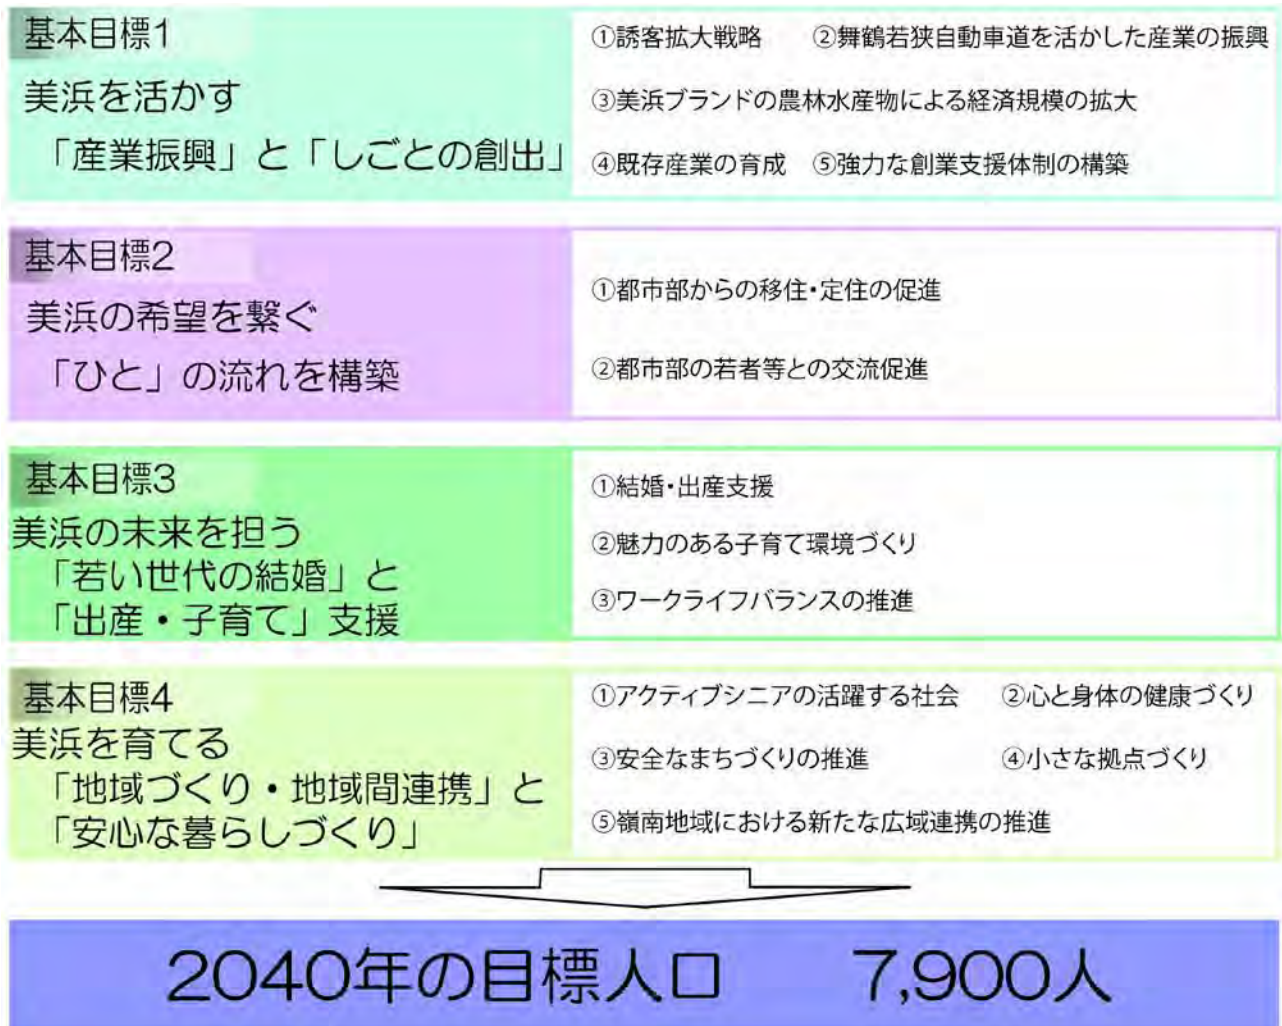 基本目標1
美浜を活かす
「産業振興」と「しごとの創出」
①誘客拡大戦略　②舞鶴若狭自動車道を活かした産業の振興
③美浜ブランドの農林水産物による経済規模の拡大
④既存産業の育成　⑤強力な創業支援体制の構築
基本目標2
美浜の希望を繋ぐ
「ひと」の流れを構築
①都市部からの移住・定住の促進
②都市部の若者等との交流促進
基本目標3
美浜の未来を担う
「若い世代の結婚」と
「出産・子育て」支援
①結婚・出産支援
②魅力のある子育て環境づくり
③ワークライフバランスの推進
基本目標4
美浜を育てる
「地域づくり・地域間連携」と
「安心な暮らしづくり」
①アクティブシニアの活躍する社会　②心と身体の健康づくり
③安全なまちづくりの推進　④小さな拠点づくり
⑤嶺南地域における新たな広域連携の推進
2040年の目標人口　7,900人